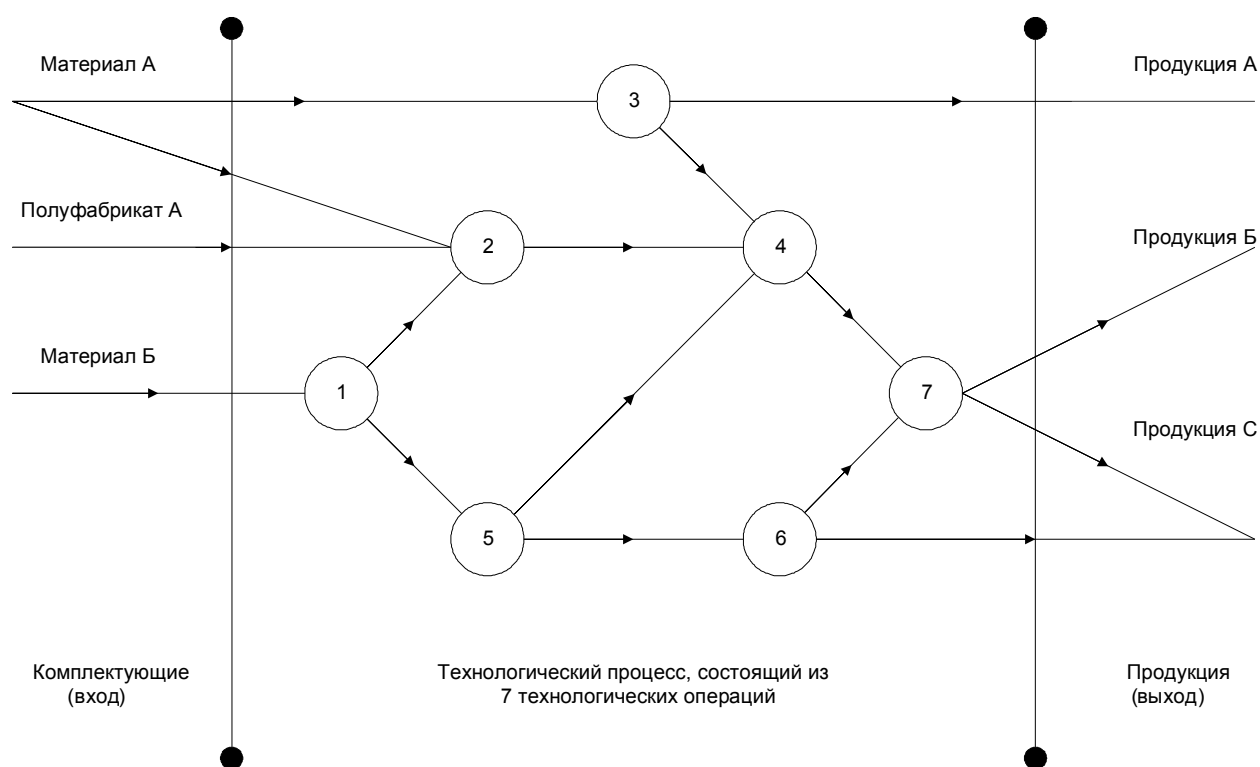 Материал А
Продукция А
3
Полуфабрикат А
2
4
Продукция Б
Материал Б
1
7
Продукция С
5
6
Комплектующие
(вход)
Технологический процесс, состоящий из
7 технологических операций
Продукция
(выход)